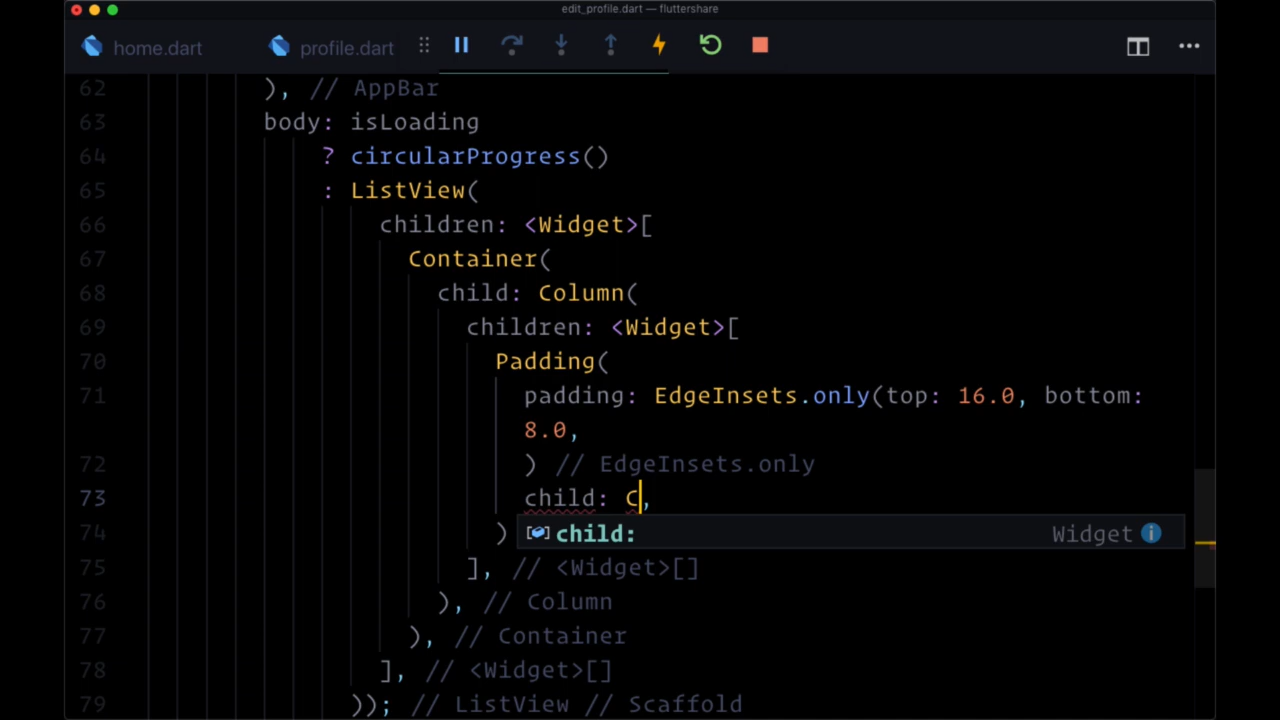 edit_profile.dart — fluttershare
home.dart profile.dart
62 ), // AppBar
63 body: isLoading
64 ? circularProgress()
65 : ListView(
66 children: <Widget>[
67 Container(
68 child: Column(
69 children: <Widget>[
70 Padding(
71 padding: EdgeInsets.only(top: 16.0, bottom:
8.0,
72 ) // EdgeInsets.only
73 child: C,
74 ) child: Widget
75 ], // <Widget>[]
76 ), // Column
77 ), // Container
78 ], // <Widget>[]
79 )); // ListView // Scaffold